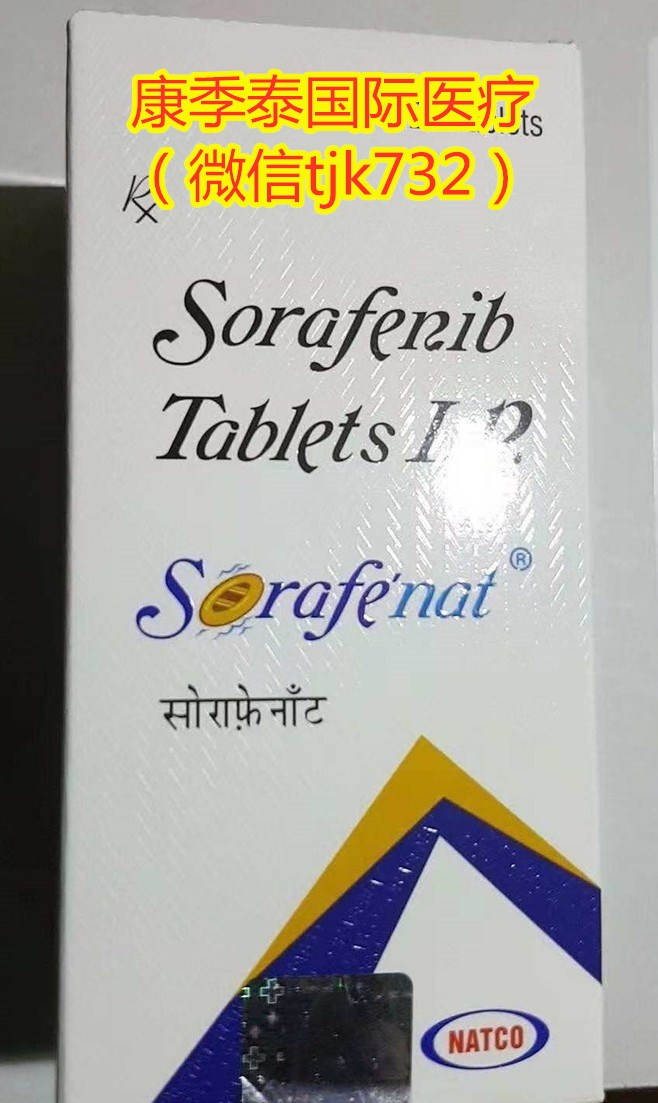 康季泰国际医疗
（微信tjk732）
Rx
Sorafenib
Tablets
Sorafenat®
सोराफ़ेनॉंट
NATCO